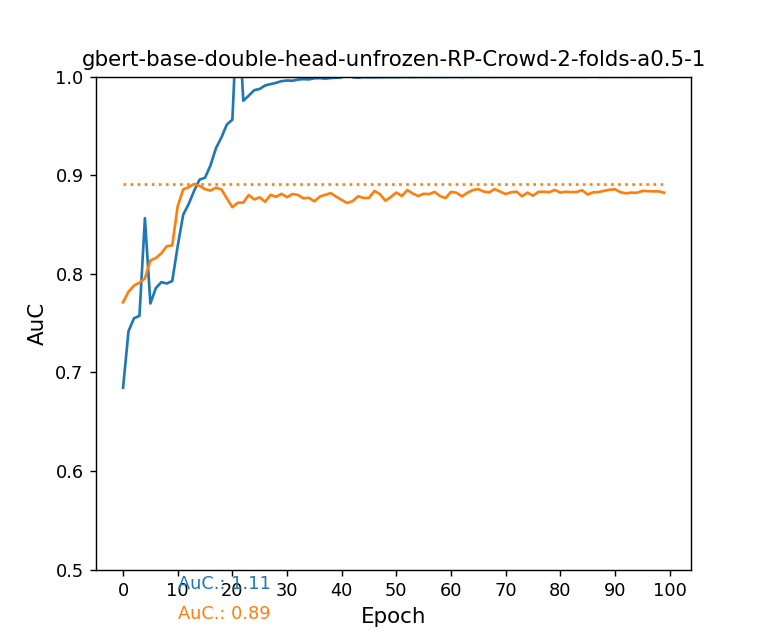 gbert-base-double-head-unfrozen-RP-Crowd-2-folds-a0.5-1
1.0
0.9
0.8
0.7
0.6
0.5
AuC
0 10 20 30 40 50 60 70 80 90 100
AuC.: 1.11
AuC.: 0.89
Epoch